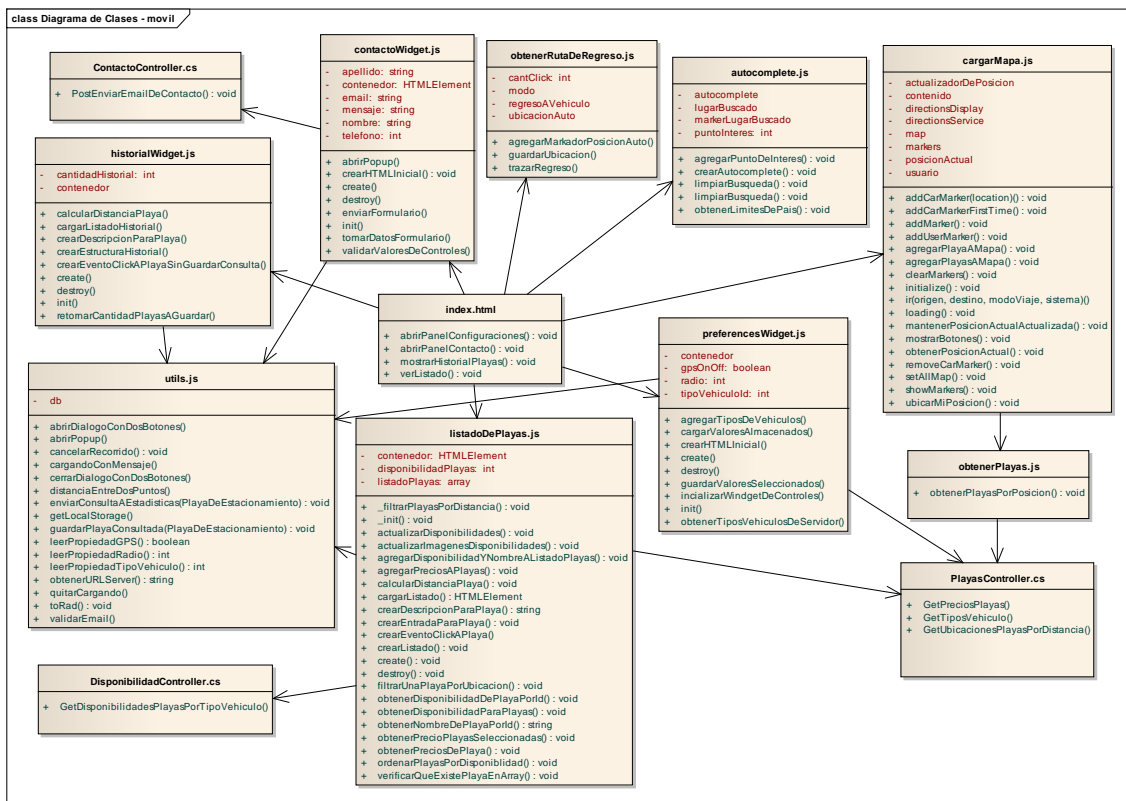 class Diagrama de Clases - movil
ContactoController.cs
+ PostEnviarEmailDeContacto() : void
contactoWidget.js
- apellido: string
- contenedor: HTMLElement
- email: string
- mensaje: string
- nombre: string
- telefono: int
+ abrirPopup()
+ crearHTMLInicial() : void
+ create()
+ destroy()
+ enviarFormulario()
+ init()
+ tomarDatosFormulario()
+ validarValoresDeControles()
obtenerRutaDeRegreso.js
- cantClick: int
- modo
- regresoAVehiculo
- ubicacionAuto
+ agregarMarkadorPosicionAuto()
+ guardarUbicacion()
+ trazarRegreso()
autocomplete.js
- autocomplete
- lugarBuscado
- markerLugarBuscado
- puntoInteres: int
+ agregarPuntoDeInteres() : void
+ crearAutocomplete() : void
+ limpiarBusqueda() : void
+ limpiarBusqueda() : void
+ obtenerLimitesDePais() : void
cargarMapa.js
- actualizadorDePosicion
- contenido
- directionsDisplay
- directionsService
- map
- markers
- posicionActual
- usuario
+ addCarMarker(location)() : void
+ addCarMarkerFirstTime() : void
+ addMarker() : void
+ addUserMarker() : void
+ agregarPlayaAMapa() : void
+ agregarPlayasAMapa() : void
+ clearMarkers() : void
+ initialize() : void
+ ir(origen, destino, modoViaje, sistema)()
+ loading() : void
+ mantenerPosicionActualActualizada() : void
+ mostrarBotones() : void
+ obtenerPosicionActual() : void
+ removeCarMarker() : void
+ setAllMap() : void
+ showMarkers() : void
+ ubicarMiPosicion() : void
historialWidget.js
- cantidadHistorial: int
- contenedor
+ calcularDistanciaPlaya()
+ cargarListadoHistorial()
+ crearDescripcionParaPlaya()
+ crearEstructuraHistorial()
+ crearEventoClickAPlayaSinGuardarConsulta()
+ create()
+ destroy()
+ init()
+ retornarCantidadPlayasAGuardar()
index.html
+ abrirPanelConfiguraciones() : void
+ abrirPanelContacto() : void
+ mostrarHistorialPlayas() : void
+ verListado() : void
preferencesWidget.js
- contenedor
- gpsOnOff: boolean
- radio: int
- tipoVehiculoId: int
+ agregarTiposDeVehiculos()
+ cargarValoresAlmacenados()
+ crearHTMLInicial()
+ create()
+ destroy()
+ guardarValoresSeleccionados()
+ incializarWindgetDeControles()
+ init()
+ obtenerTiposVehiculosDeServidor()
utils.js
- db
+ abrirDialogoConDosBotones()
+ abrirPopup()
+ cancelarRecorrido() : void
+ cargandoConMensaje()
+ cerrarDialogoConDosBotones()
+ distanciaEntreDosPuntos()
+ enviarConsultaAEstadisticas(PlayaDeEstacionamiento) : void
+ getLocalStorage()
+ guardarPlayaConsultada(PlayaDeEstacionamiento) : void
+ leerPropiedadGPS() : boolean
+ leerPropiedadRadio() : int
+ leerPropiedadTipoVehiculo() : int
+ obtenerURLServer() : string
+ quitarCargando()
+ toRad() : void
+ validarEmail()
listadoDePlayas.js
- contenedor: HTMLElement
- disponibilidadPlayas: int
- listadoPlayas: array
+ _filtrarPlayasPorDistancia() : void
+ _init() : void
+ actualizarDisponibilidades() : void
+ actualizarImagenesDisponibilidades() : void
+ agregarDisponibilidadYNombreAListadoPlayas() : void
+ agregarPreciosAPlayas() : void
+ calcularDistanciaPlaya() : void
+ cargarListado() : HTMLElement
+ crearDescripcionParaPlaya() : string
+ crearEntradaParaPlaya() : void
+ crearEventoClickAPlaya()
+ crearListado() : void
+ create() : void
+ destroy() : void
+ filtrarUnaPlayaPorUbicacion() : void
+ obtenerDisponibilidadDePlayaPorId() : void
+ obtenerDisponibilidadParaPlayas() : void
+ obtenerNombreDePlayaPorId() : string
+ obtenerPrecioPlayasSeleccionadas() : void
+ obtenerPreciosDePlaya() : void
+ ordenarPlayasPorDisponiblidad() : void
+ verificarQueExistePlayaEnArray() : void
obtenerPlayas.js
+ obtenerPlayasPorPosicion() : void
PlayasController.cs
+ GetPreciosPlayas()
+ GetTiposVehiculo()
+ GetUbicacionesPlayasPorDistancia()
DisponibilidadController.cs
+ GetDisponibilidadesPlayasPorTipoVehiculo()